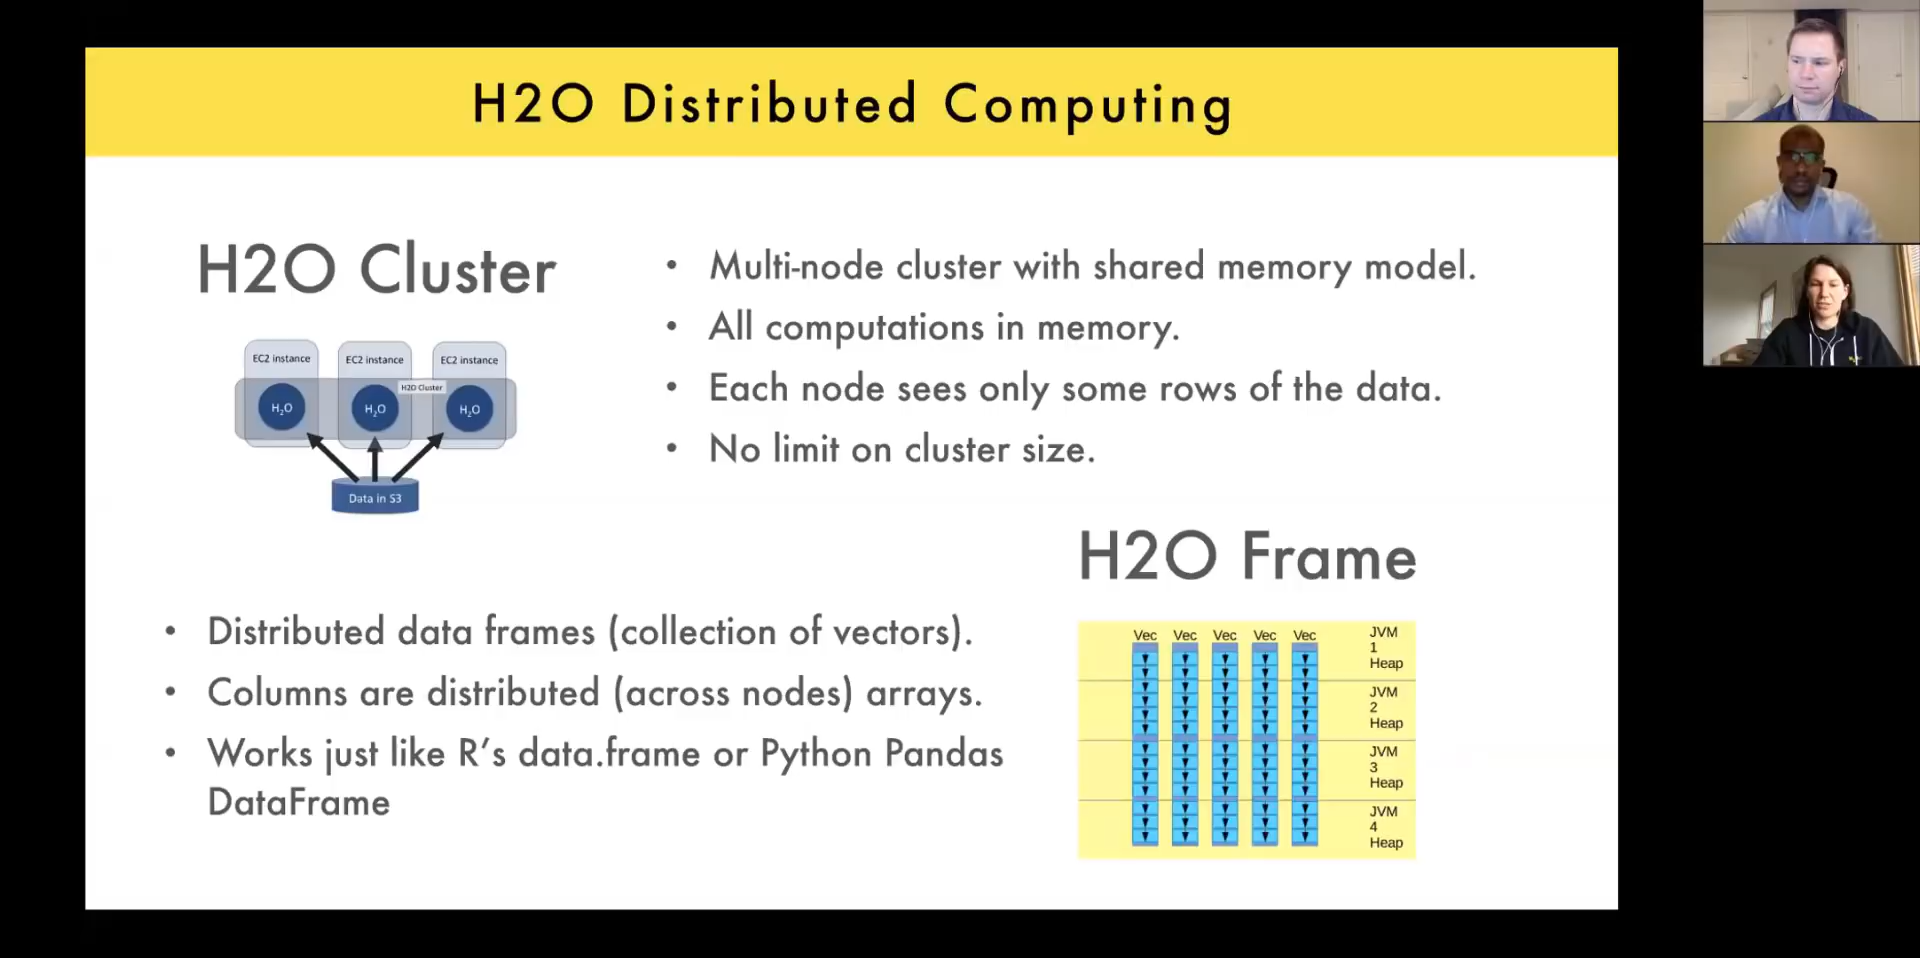 H2O Distributed Computing
H2O Cluster
EC2 instance
EC2 instance
EC2 instance
H2O Cluster
H₂O
H₂O
H₂O
Data in S3
• Multi-node cluster with shared memory model.
• All computations in memory.
• Each node sees only some rows of the data.
• No limit on cluster size.
H2O Frame
• Distributed data frames (collection of vectors).
• Columns are distributed (across nodes) arrays.
• Works just like R’s data.frame or Python Pandas
DataFrame
Vec Vec Vec Vec Vec
JVM
1
Heap
JVM
2
Heap
JVM
3
Heap
JVM
4
Heap